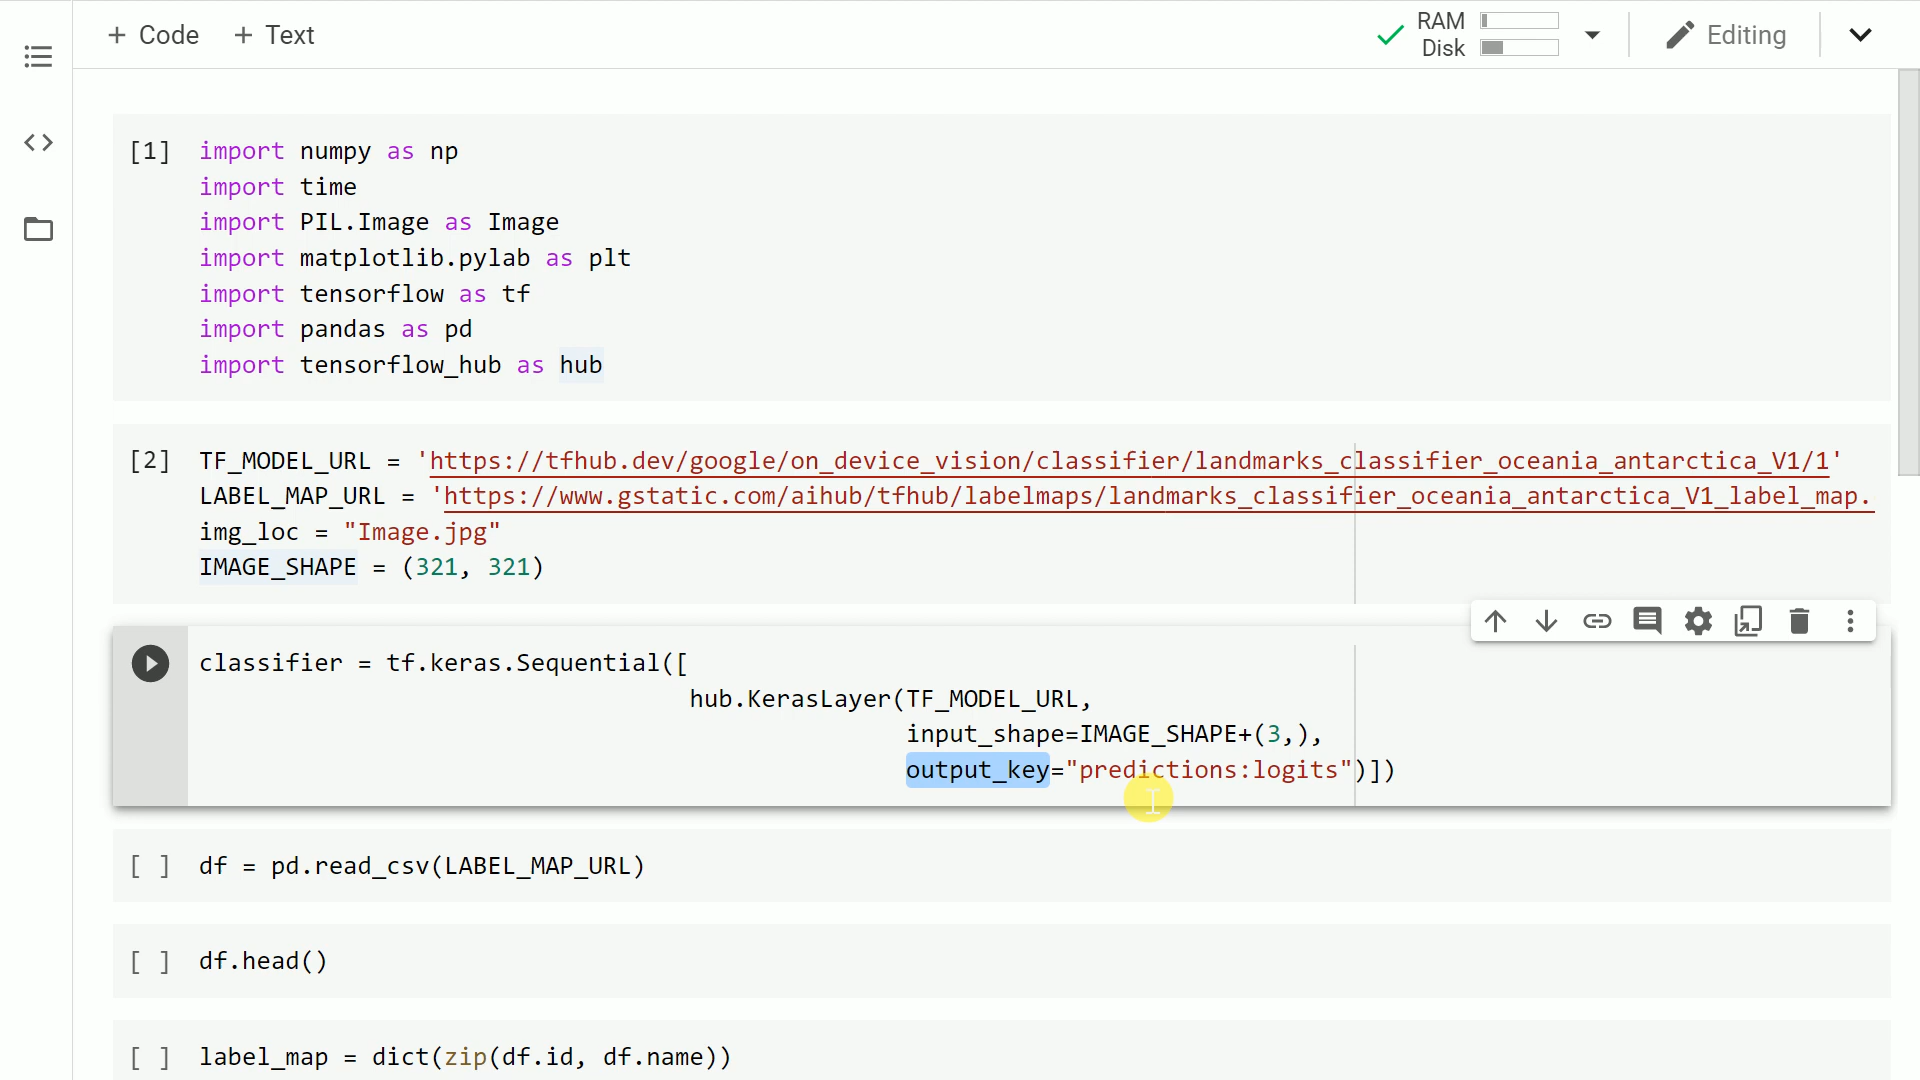 + Code + Text
RAM
Disk
Editing
[1] import numpy as np
import time
import PIL.Image as Image
import matplotlib.pylab as plt
import tensorflow as tf
import pandas as pd
import tensorflow_hub as hub
[2] TF_MODEL_URL = 'https://tfhub.dev/google/on_device_vision/classifier/landmarks_classifier_oceania_antarctica_V1/1'
LABEL_MAP_URL = 'https://www.gstatic.com/aihub/tfhub/labelmaps/landmarks_classifier_oceania_antarctica_V1_label_map.
img_loc = "Image.jpg"
IMAGE_SHAPE = (321, 321)
classifier = tf.keras.Sequential([
hub.KerasLayer(TF_MODEL_URL,
input_shape=IMAGE_SHAPE+(3,),
output_key="predictions:logits")])
[ ] df = pd.read_csv(LABEL_MAP_URL)
[ ] df.head()
[ ] label_map = dict(zip(df.id, df.name))